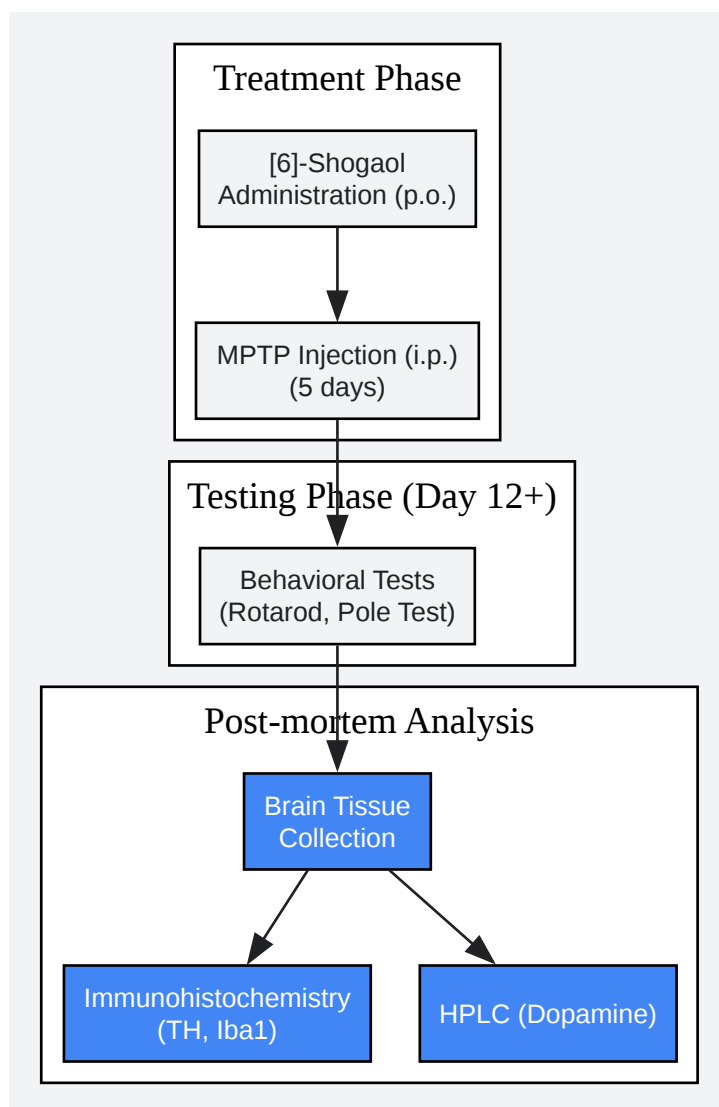 Treatment Phase
[6]-Shogaol
Administration (p.o.)
MPTP Injection (i.p.)
(5 days)
Testing Phase (Day 12+)
Behavioral Tests
(Rotarod, Pole Test)
Post-mortem Analysis
Brain Tissue
Collection
Immunohistochemistry
(TH, Iba1)
HPLC (Dopamine)